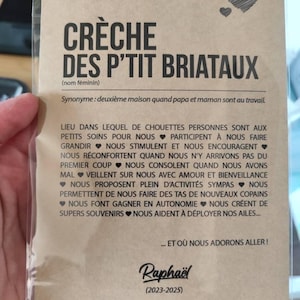 CRÈCHE
DES P'TIT BRIATAUX
(nom féminin)
Synonyme : deuxième maison quand papa et maman sont au travail.
LIEU DANS LEQUEL DE CHOUETTES PERSONNES SONT AUX
PETITS SOINS POUR NOUS ♥ PARTICIPENT À NOUS FAIRE
GRANDIR ♥ NOUS STIMULENT ET NOUS ENCOURAGENT ♥
NOUS RÉCONFORTENT QUAND NOUS N'Y ARRIVONS PAS DU
PREMIER COUP ♥ NOUS CONSOLENT QUAND NOUS AVONS
MAL ♥ VEILLENT SUR NOUS AVEC AMOUR ET BIENVEILLANCE
♥ NOUS PROPOSENT PLEIN D'ACTIVITÉS SYMPAS ♥ NOUS
PERMETTENT DE NOUS FAIRE DES TAS DE NOUVEAUX COPAINS
♥ NOUS FONT GAGNER EN AUTONOMIE ♥ NOUS CRÉENT DE
SUPERS SOUVENIRS ♥ NOUS AIDENT À DÉPLOYER NOS AILES...
... ET OÙ NOUS ADORONS ALLER !
Raphaël
(2023-2025)